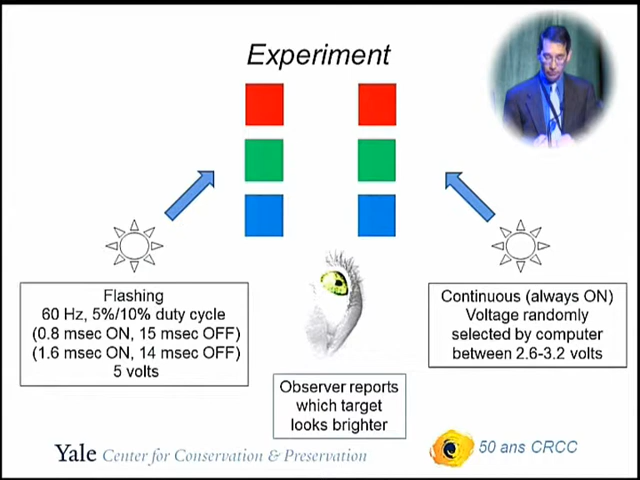 Experiment
Flashing
60 Hz, 5%/10% duty cycle
(0.8 msec ON, 15 msec OFF)
(1.6 msec ON, 14 msec OFF)
5 volts
Continuous (always ON)
Voltage randomly
selected by computer
between 2.6-3.2 volts
Observer reports
which target
looks brighter
Yale Center for Conservation & Preservation
50 ans CRCC